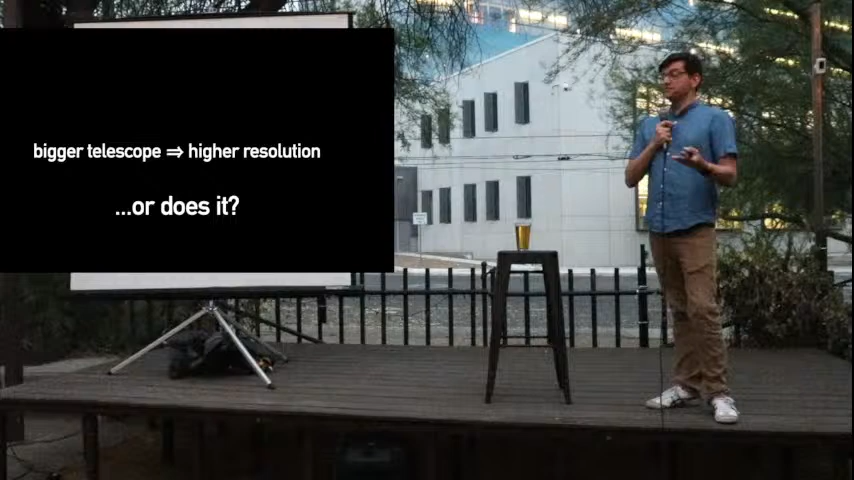 bigger telescope ⇒ higher resolution
...or does it?